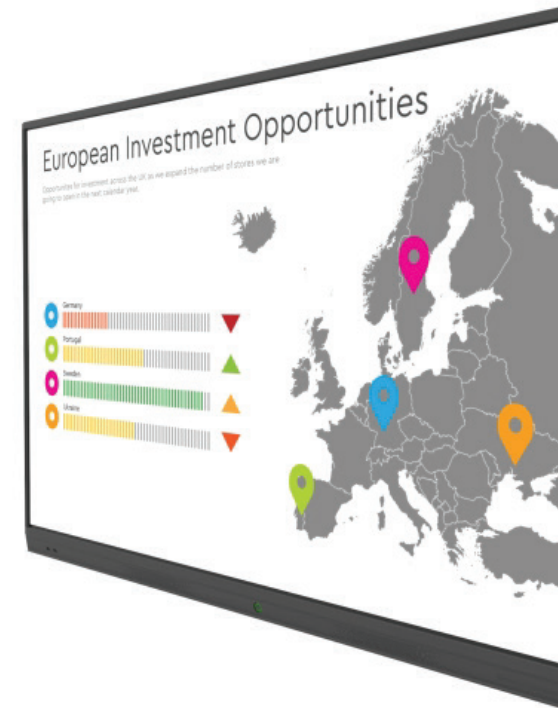 European Investment Opportunities
Opportunities for investment across the UK as we expand the number of stories we are
going to open in the next calendar year.
Germany
Portugal
Sweden
Ukraine